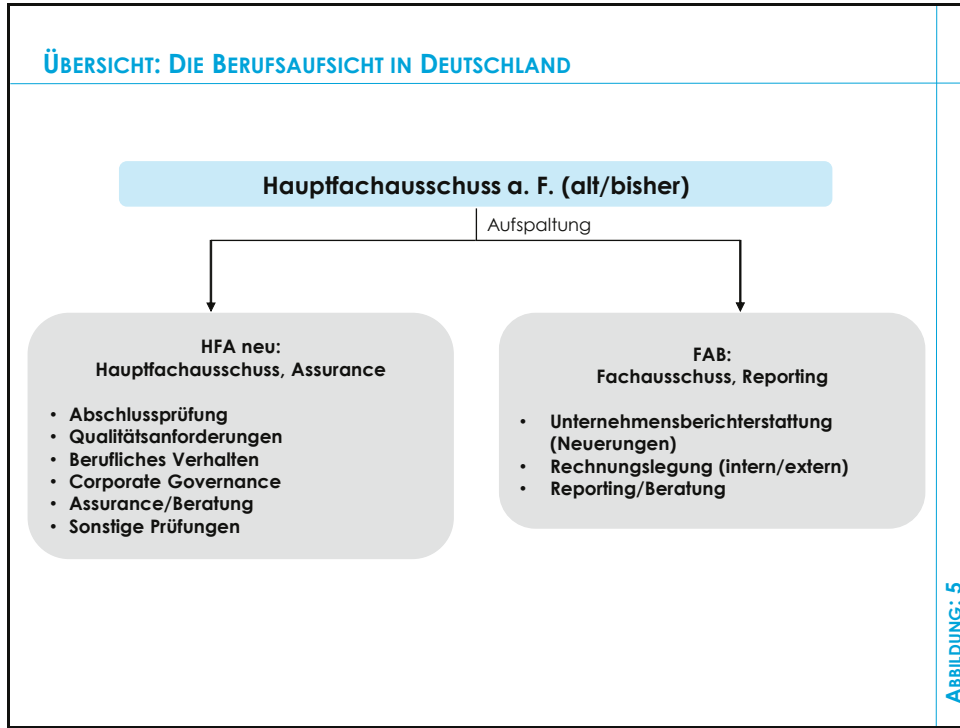 ÜBERSICHT: DIE BERUFSAUFSICHT IN DEUTSCHLAND
Hauptfachausschuss a. F. (alt/bisher)
Aufspaltung
HFA neu:
Hauptfachausschuss, Assurance
• Abschlussprüfung
• Qualitätsanforderungen
• Berufliches Verhalten
• Corporate Governance
• Assurance/Beratung
• Sonstige Prüfungen
FAB:
Fachausschuss, Reporting
• Unternehmensberichterstattung
(Neuerungen)
• Rechnungslegung (intern/extern)
• Reporting/Beratung
ABBILDUNG: 5